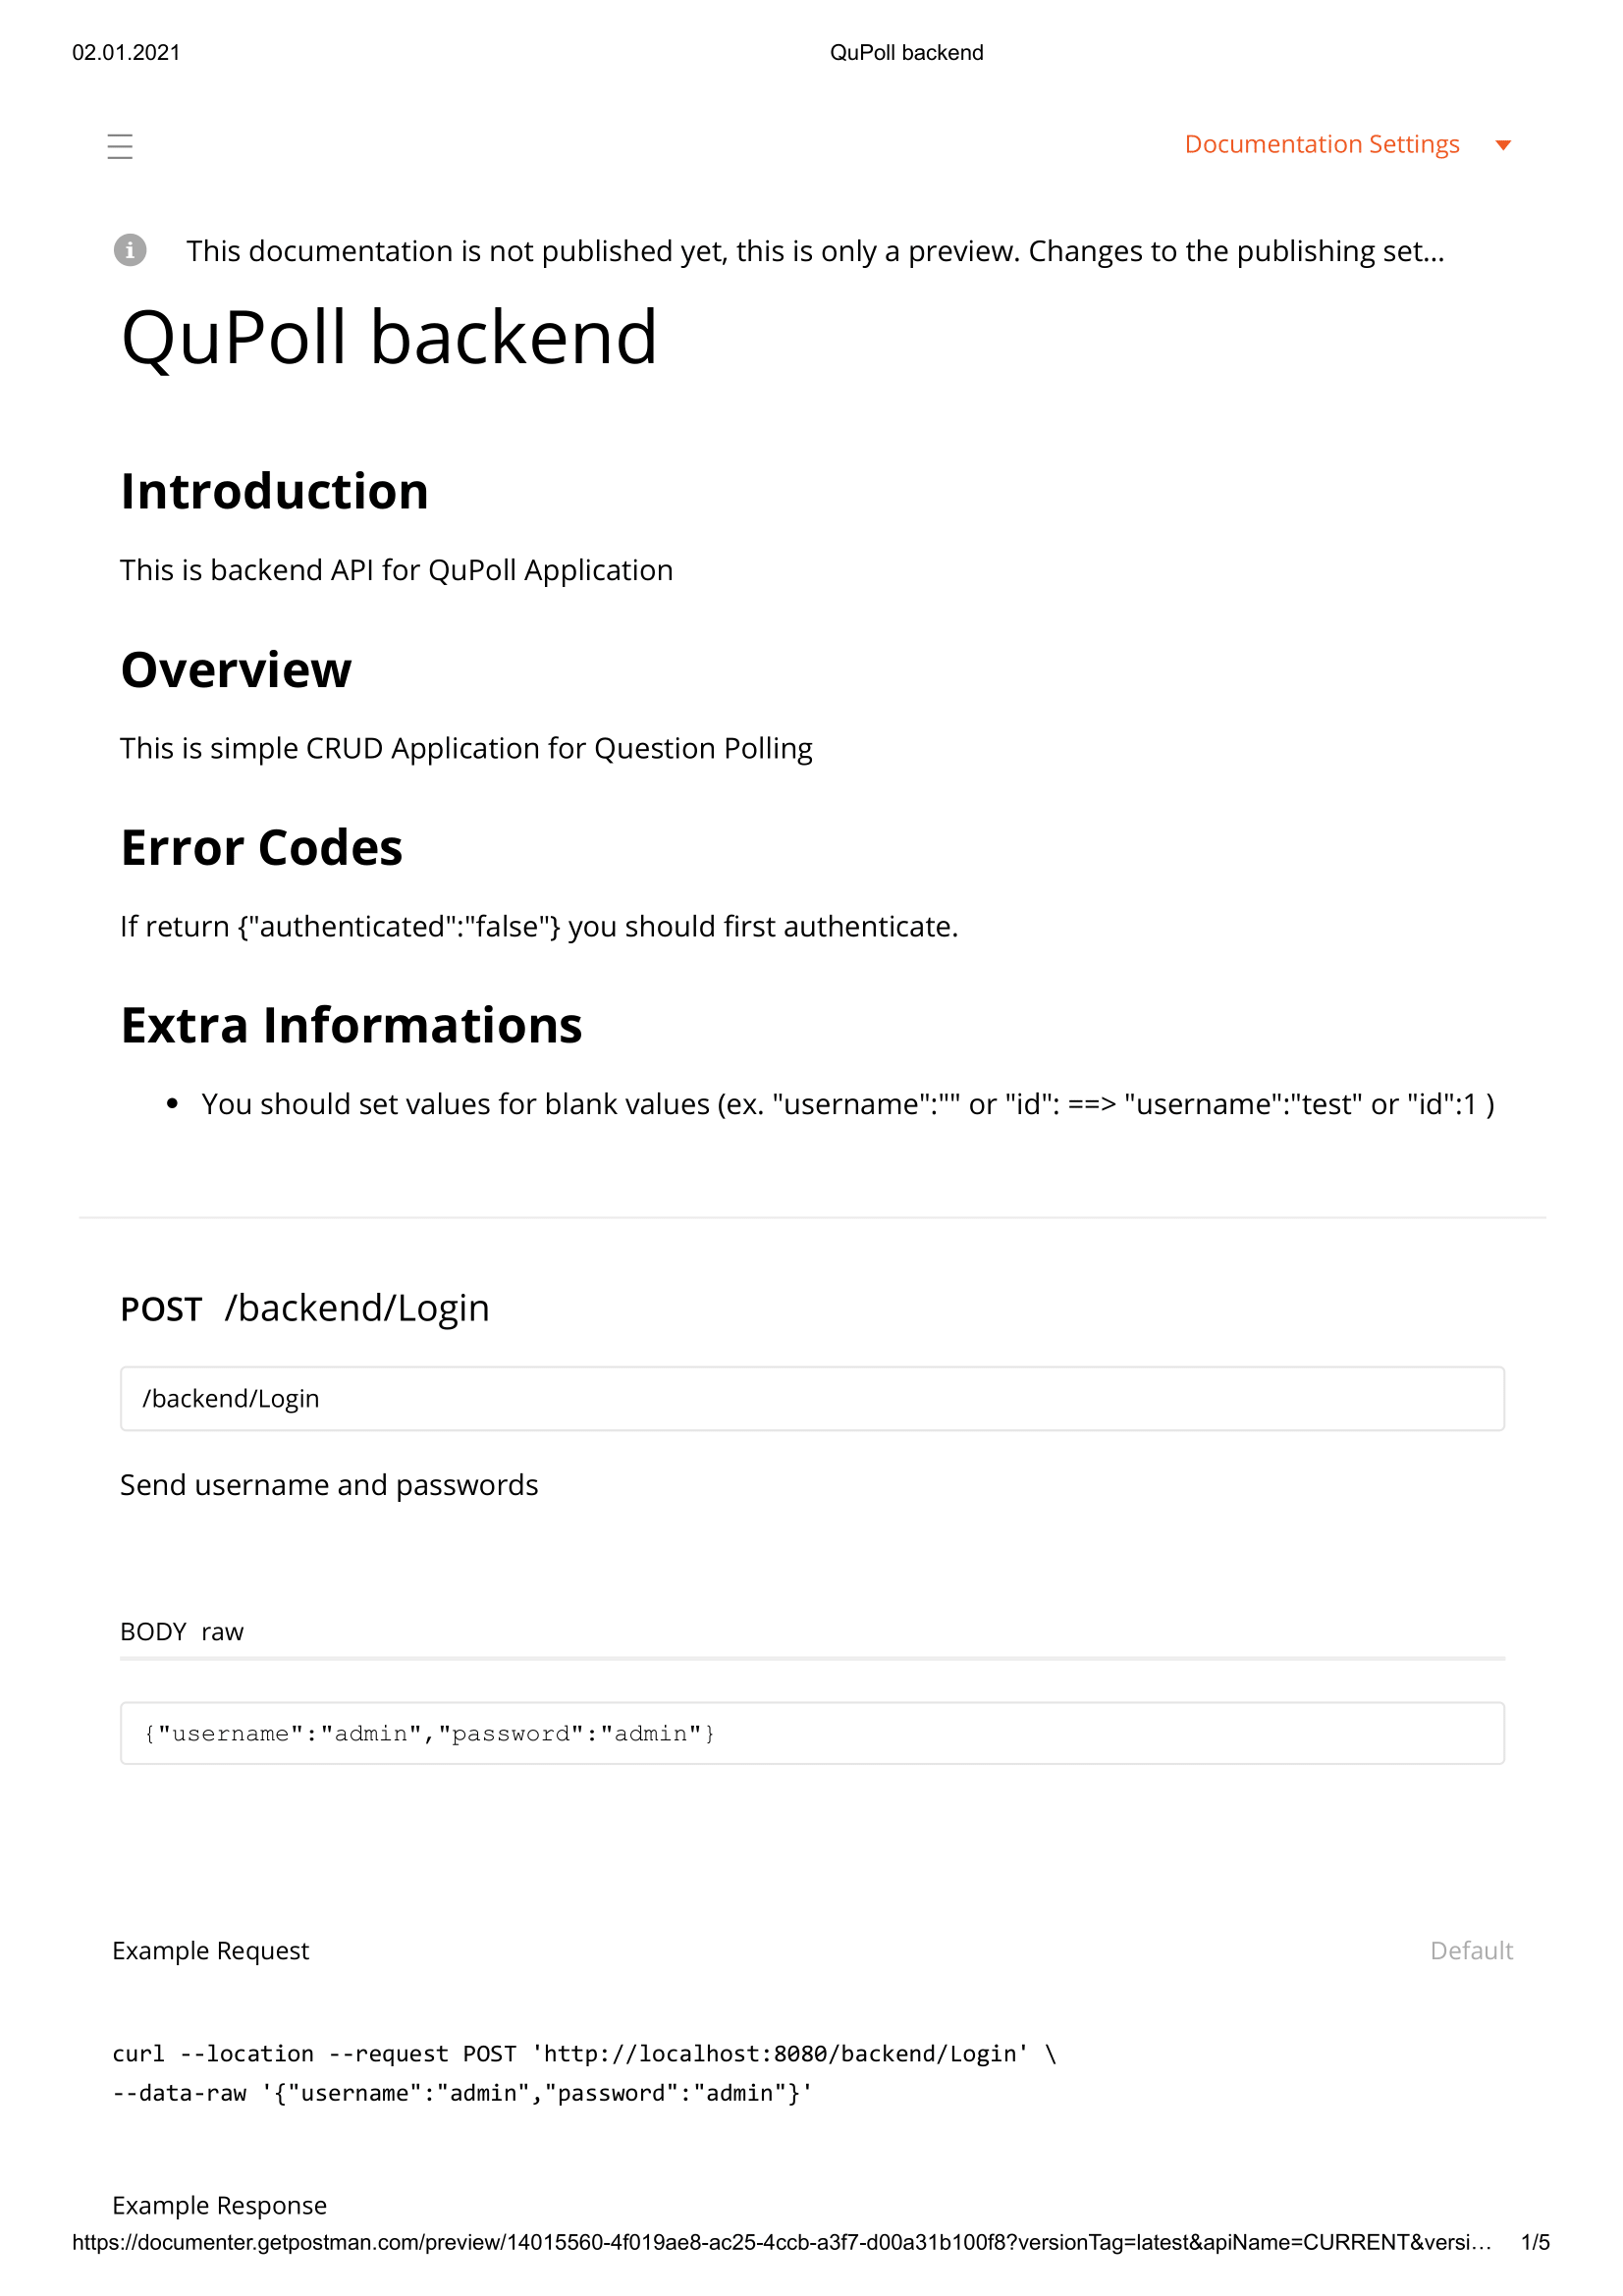 02.01.2021 QuPoll backend
Documentation Settings
This documentation is not published yet, this is only a preview. Changes to the publishing set...
QuPoll backend
Introduction
This is backend API for QuPoll Application
Overview
This is simple CRUD Application for Question Polling
Error Codes
If return {"authenticated":"false"} you should first authenticate.
Extra Informations
• You should set values for blank values (ex. "username":"" or "id": ==> "username":"test" or "id":1 )
POST /backend/Login
/backend/Login
Send username and passwords
BODY raw
{"username":"admin","password":"admin"}
Example Request Default
curl --location --request POST 'http://localhost:8080/backend/Login' \
--data-raw '{"username":"admin","password":"admin"}'
Example Response
https://documenter.getpostman.com/preview/14015560-4f019ae8-ac25-4ccb-a3f7-d00a31b100f8?versionTag=latest&apiName=CURRENT&versi... 1/5